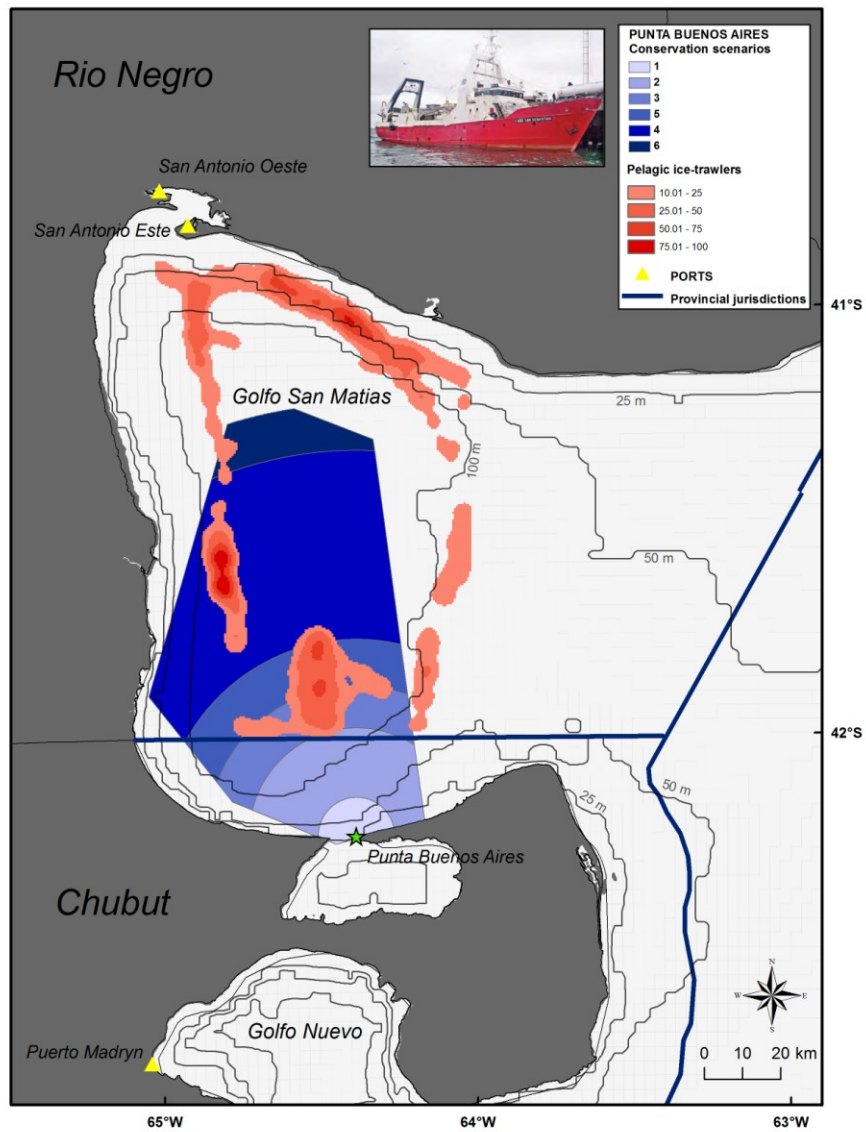 Rio Negro
San Antonio Oeste
San Antonio Este
PUNTA BUENOS AIRES
Conservation scenarios
1
2
3
5
4
6
Pelagic ice-trawlers
10.01 - 25
25.01 - 50
50.01 - 75
75.01 - 100
PORTS
Provincial jurisdictions
41°S
Golfo San Matias
25 m
100 m
50 m
42°S
50 m
25 m
Punta Buenos Aires
Chubut
Golfo Nuevo
Puerto Madryn
N
W
E
S
0 10 20 km
65°W
64°W
63°W